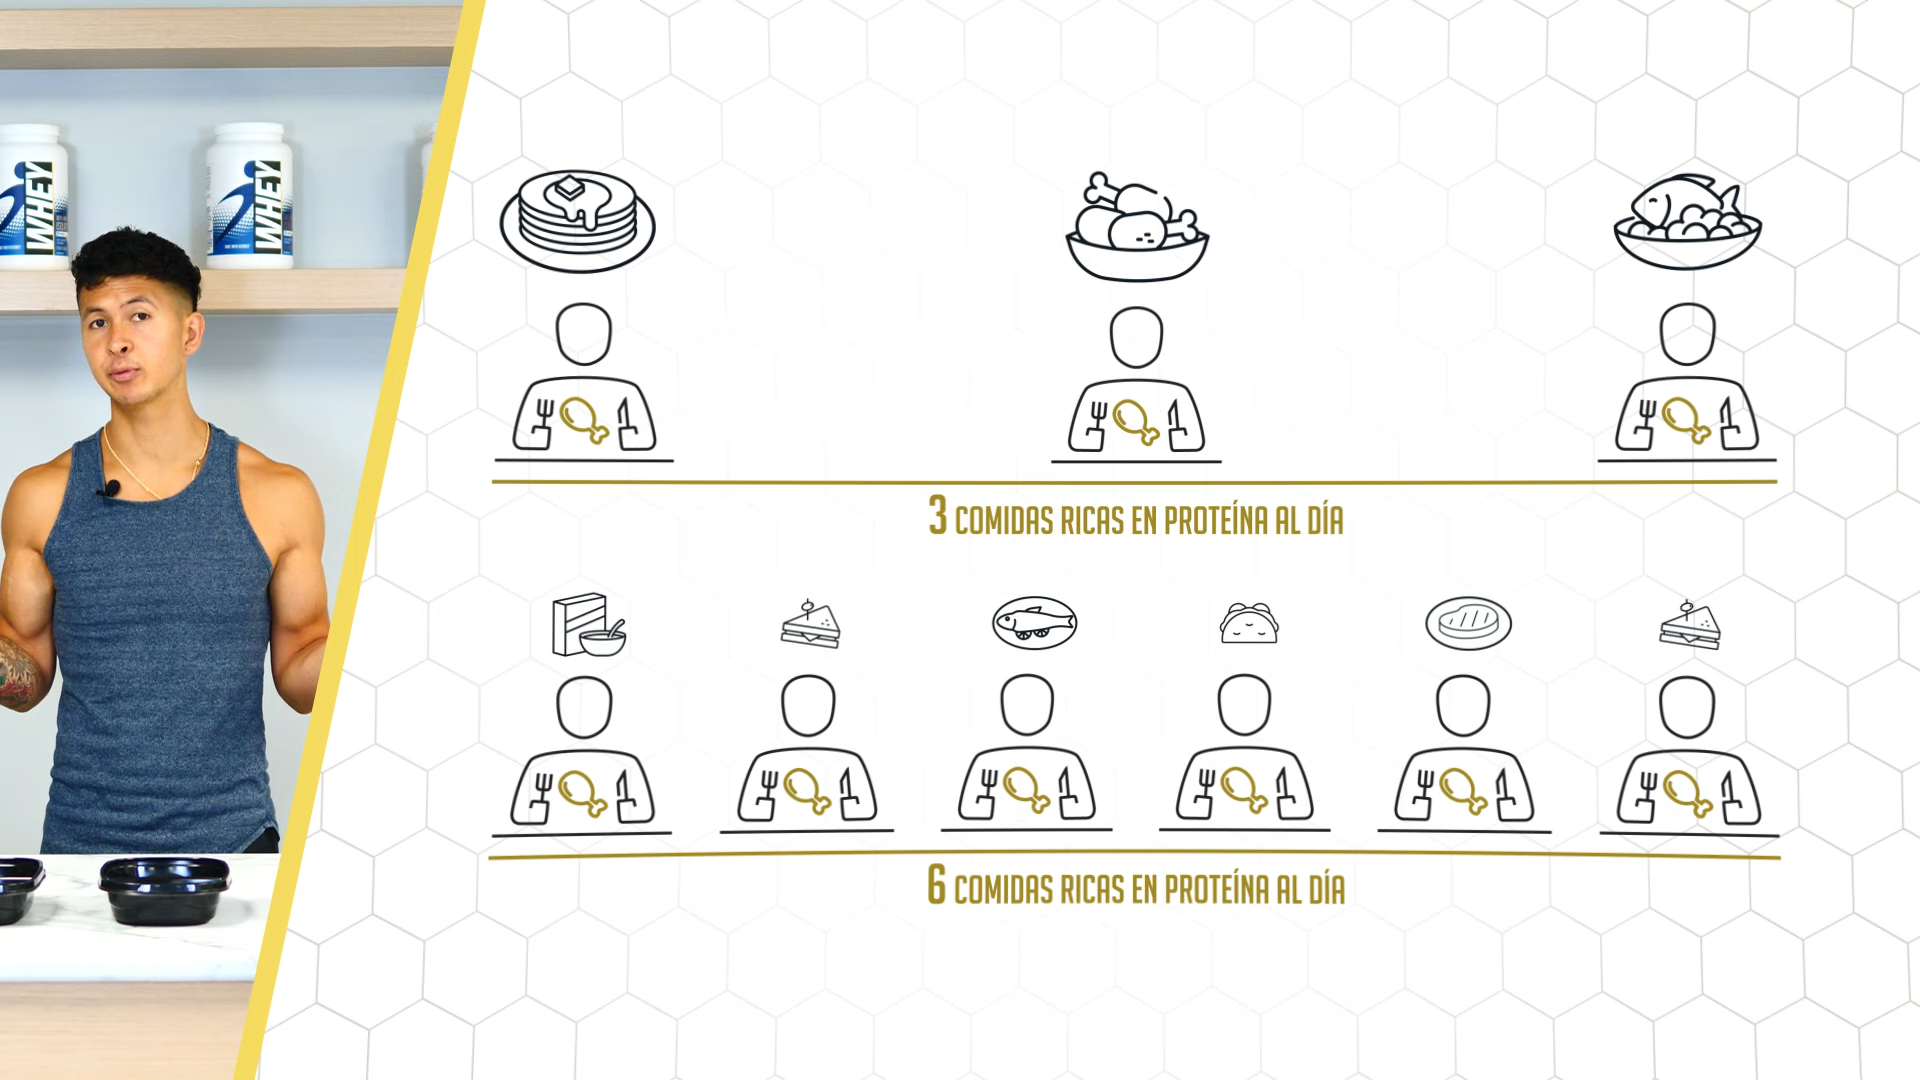 WHEY
WHEY
3 COMIDAS RICAS EN PROTEÍNA AL DÍA
6 COMIDAS RICAS EN PROTEÍNA AL DÍA